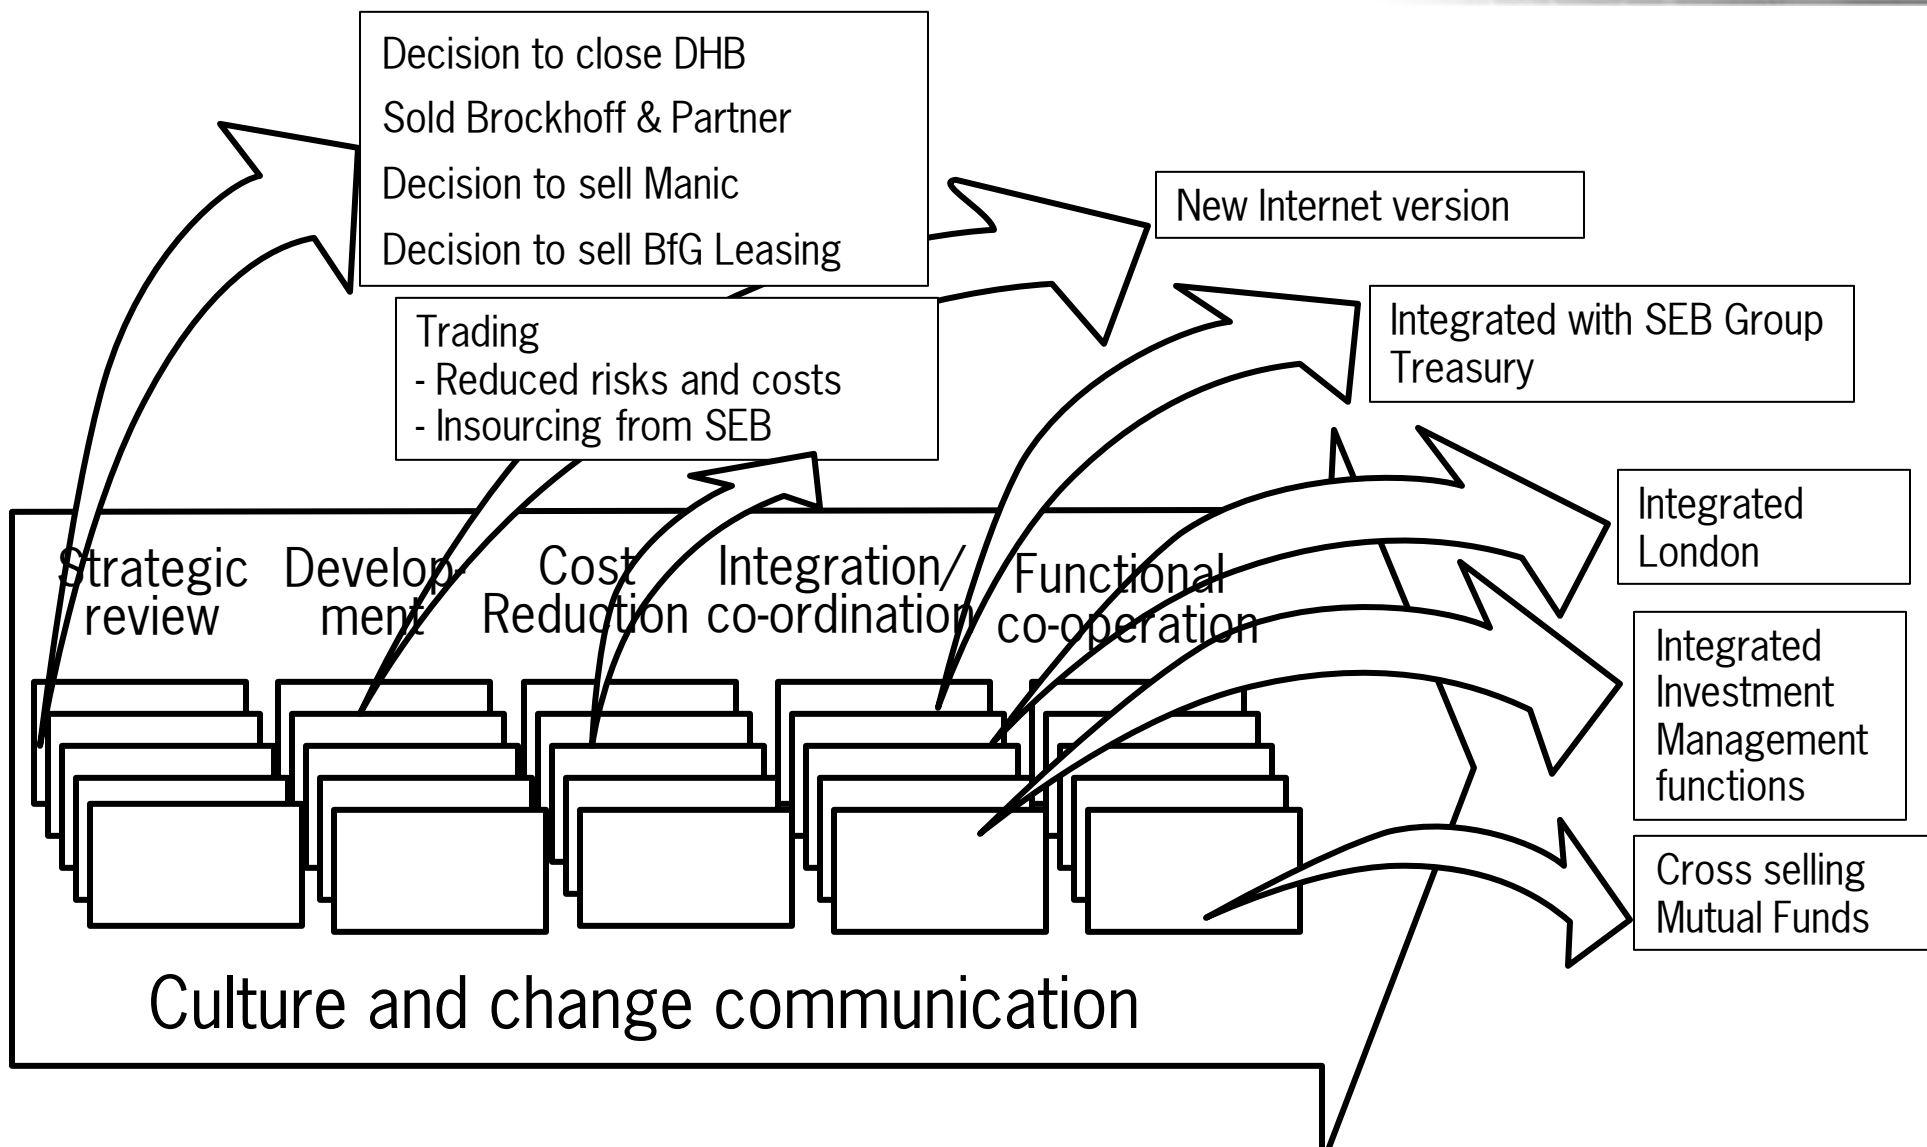 Decision to close DHB
Sold Brockhoff & Partner
Decision to sell Manic
Decision to sell BfG Leasing
New Internet version
Trading
- Reduced risks and costs
- Insourcing from SEB
Integrated with SEB Group
Treasury
Integrated
London
Integrated
Investment
Management
functions
Cross selling
Mutual Funds
Strategic
review
Develop-
ment
Cost
Reduction
Integration/
co-ordination
Functional
co-operation
Culture and change communication